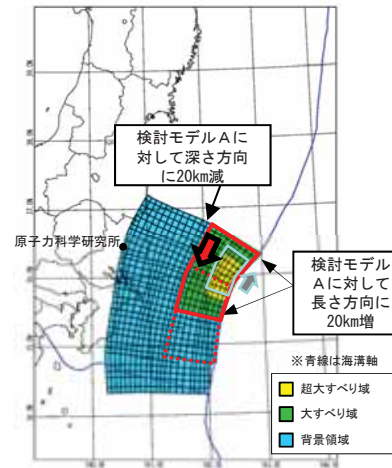 検討モデルＡに
対して深さ方向
に20km減
原子力科学研究所
検討モデル
Ａに対して
長さ方向に
20km増
※青線は海溝軸
超大すべり域
大すべり域
背景領域